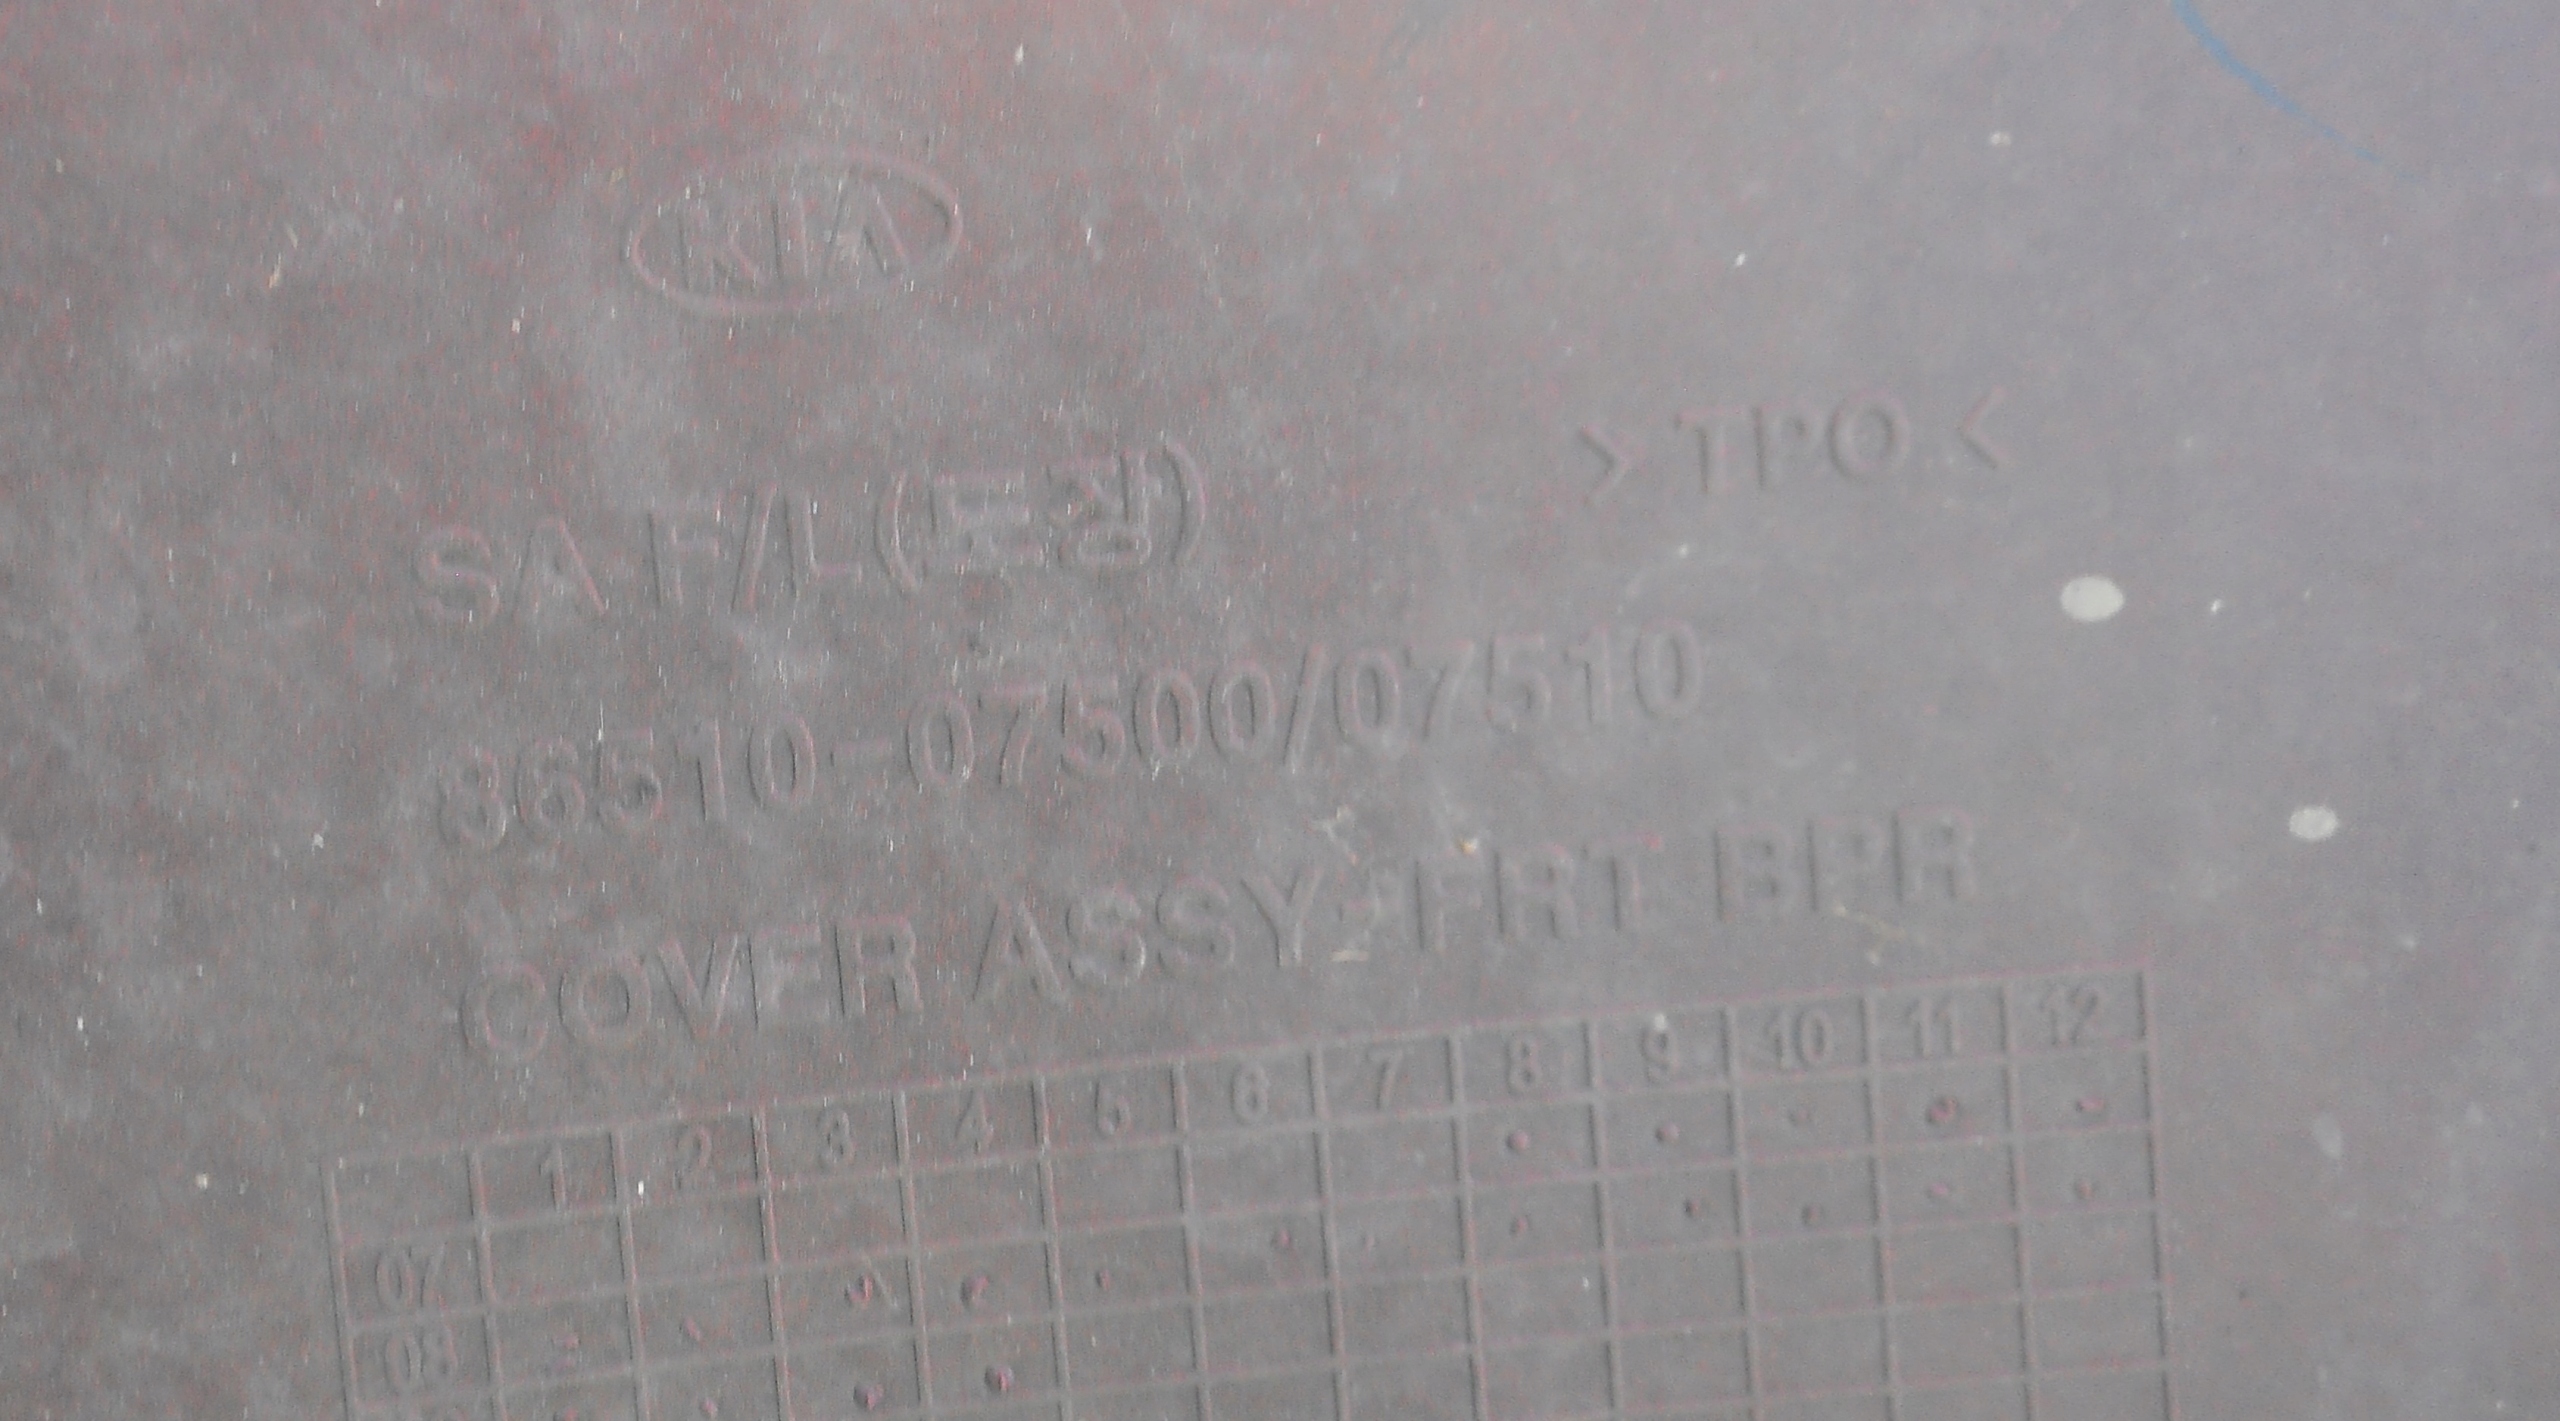 KIA
>TPO<
SA F/L(도장)
86510-07500/07510
COVER ASSY-FRT BPR
1 2 3 4 5 6 7 8 9 10 11 12
07
08